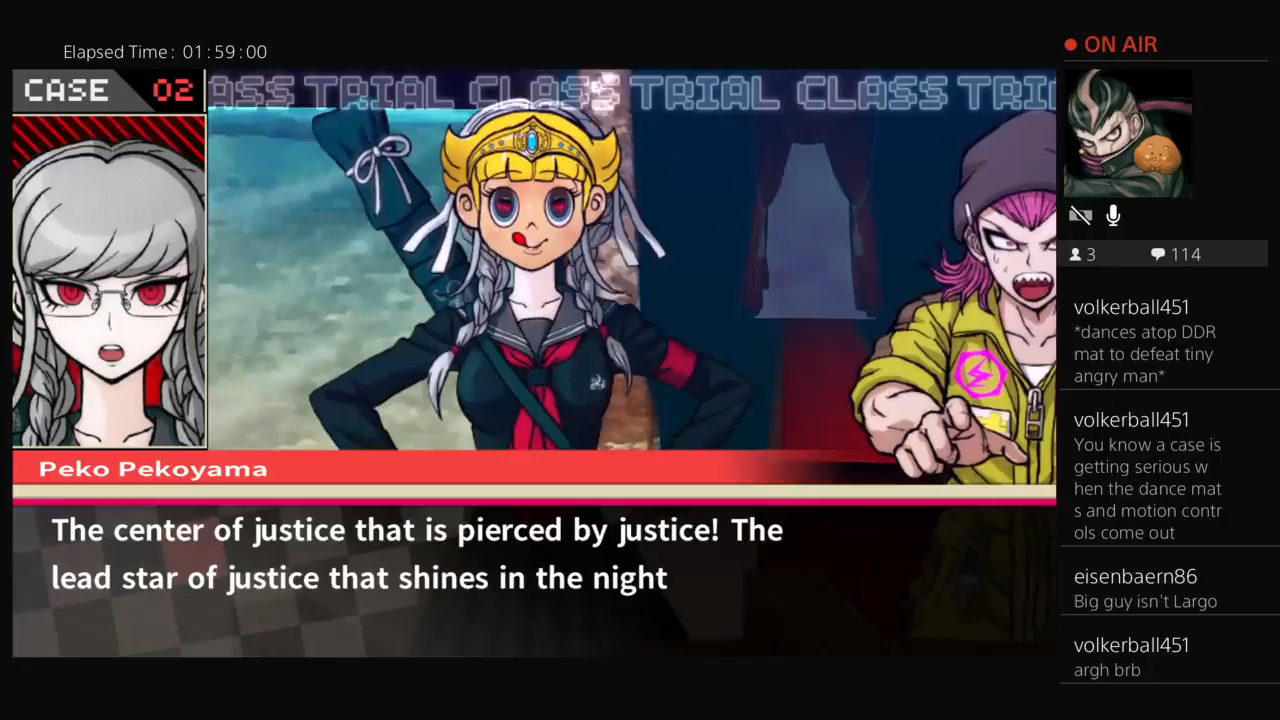 Elapsed Time: 01:59:00
ON AIR
CASE 02
ASS TRIAL CLASS TRIAL CLASS TRI
3 114
volkerball451
*dances atop DDR
mat to defeat tiny
angry man*
volkerball451
You know a case is
getting serious w
hen the dance mat
s and motion contr
ols come out
eisenbaern86
Big guy isn't Largo
volkerball451
argh brb
Peko Pekoyama
The center of justice that is pierced by justice! The
lead star of justice that shines in the night